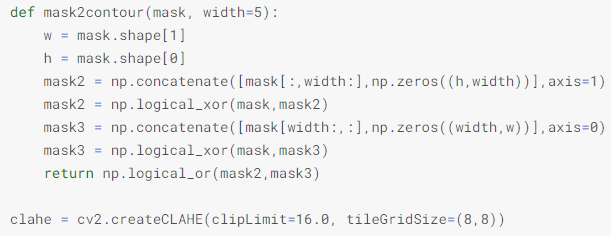 def mask2contour(mask, width=5):
    w = mask.shape[1]
    h = mask.shape[0]
    mask2 = np.concatenate([mask[:,width:],np.zeros((h,width))],axis=1)
    mask2 = np.logical_xor(mask,mask2)
    mask3 = np.concatenate([mask[width:,:],np.zeros((width,w))],axis=0)
    mask3 = np.logical_xor(mask,mask3)
    return np.logical_or(mask2,mask3)

clahe = cv2.createCLAHE(clipLimit=16.0, tileGridSize=(8,8))